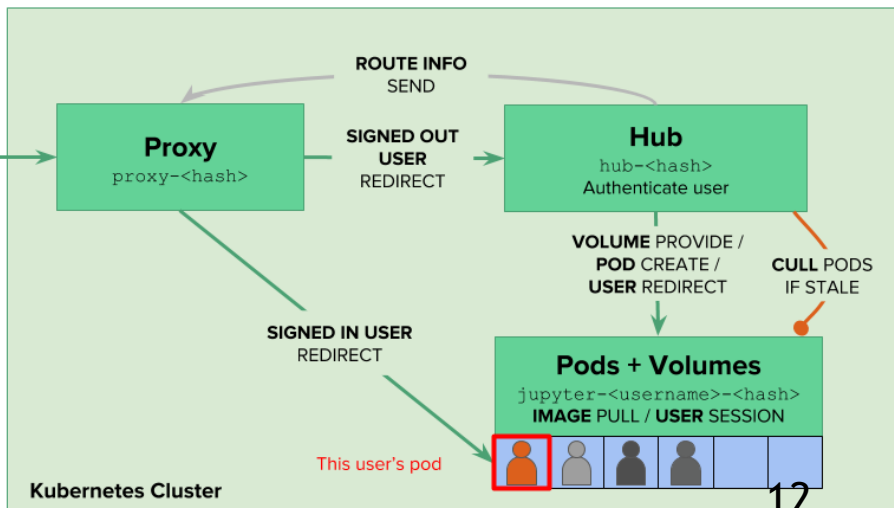 ROUTE INFO
SEND
Proxy
proxy-<hash>
SIGNED OUT
USER
REDIRECT
Hub
hub-<hash>
Authenticate user
VOLUME PROVIDE /
POD CREATE /
USER REDIRECT
CULL PODS
IF STALE
SIGNED IN USER
REDIRECT
Pods + Volumes
jupyter-<username>-<hash>
IMAGE PULL / USER SESSION
This user's pod
Kubernetes Cluster
12